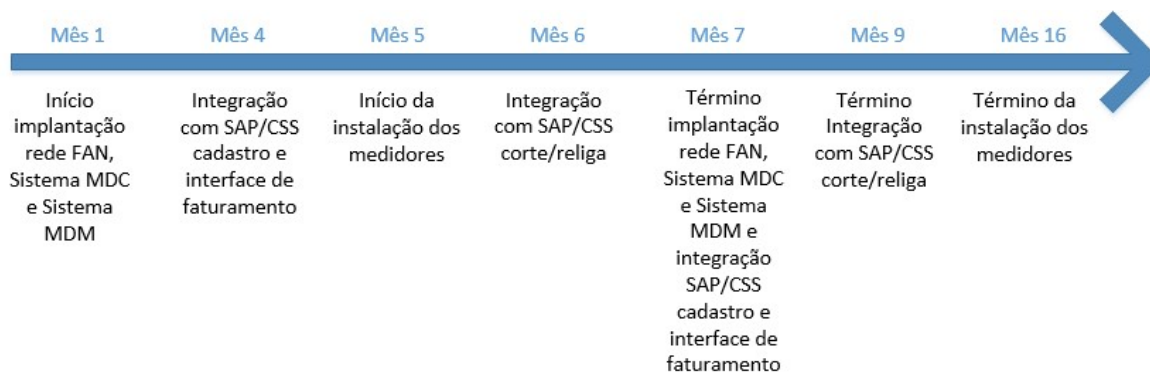 Mês 1
Mês 4
Mês 5
Mês 6
Mês 7
Mês 9
Mês 16
Início
implantação
rede FAN,
Sistema MDC
e Sistema
MDM
Integração
com SAP/CSS
cadastro e
interface de
faturamento
Início da
instalação dos
medidores
Integração
com SAP/CSS
corte/religa
Término
implantação
rede FAN,
Sistema MDC
e Sistema
MDM e
integração
SAP/CSS
cadastro e
interface de
faturamento
Término
Integração
com SAP/CSS
corte/religa
Término da
instalação dos
medidores